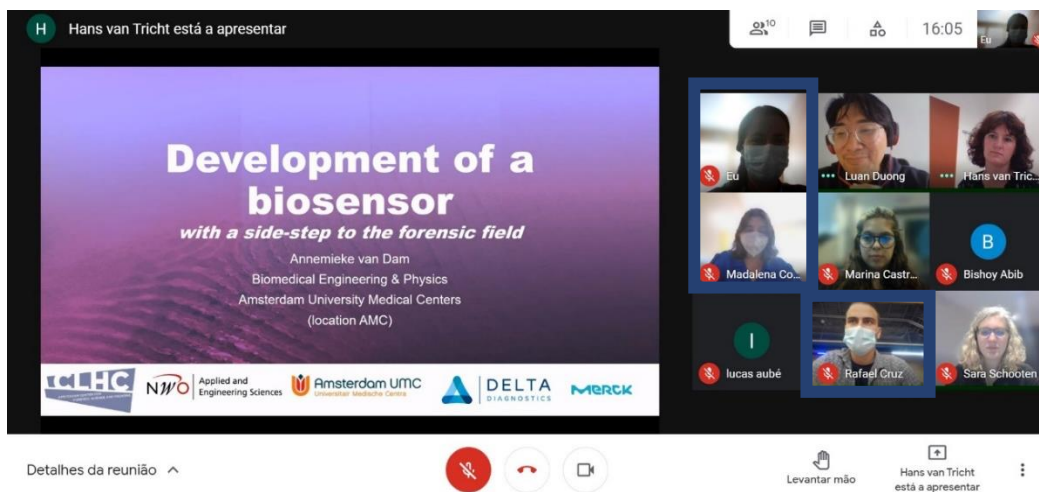 H Hans van Tricht está a apresentar
10
16:05
Eu
Development of a
biosensor
with a side-step to the forensic field
Annemieke van Dam
Biomedical Engineering & Physics
Amsterdam University Medical Centers
(location AMC)
CLHC
NWO Applied and
Engineering Sciences
Amsterdam UMC
Universitair Medische Centra
DELTA
DIAGNOSTICS
MERCK
Eu
Luan Duong
Hans van Tric...
Madalena Co...
Marina Castr...
B
Bishoy Abib
I
lucas aubé
Rafael Cruz
Sara Schooten
Detalhes da reunião
Levantar mão
Hans van Tricht
está a apresentar